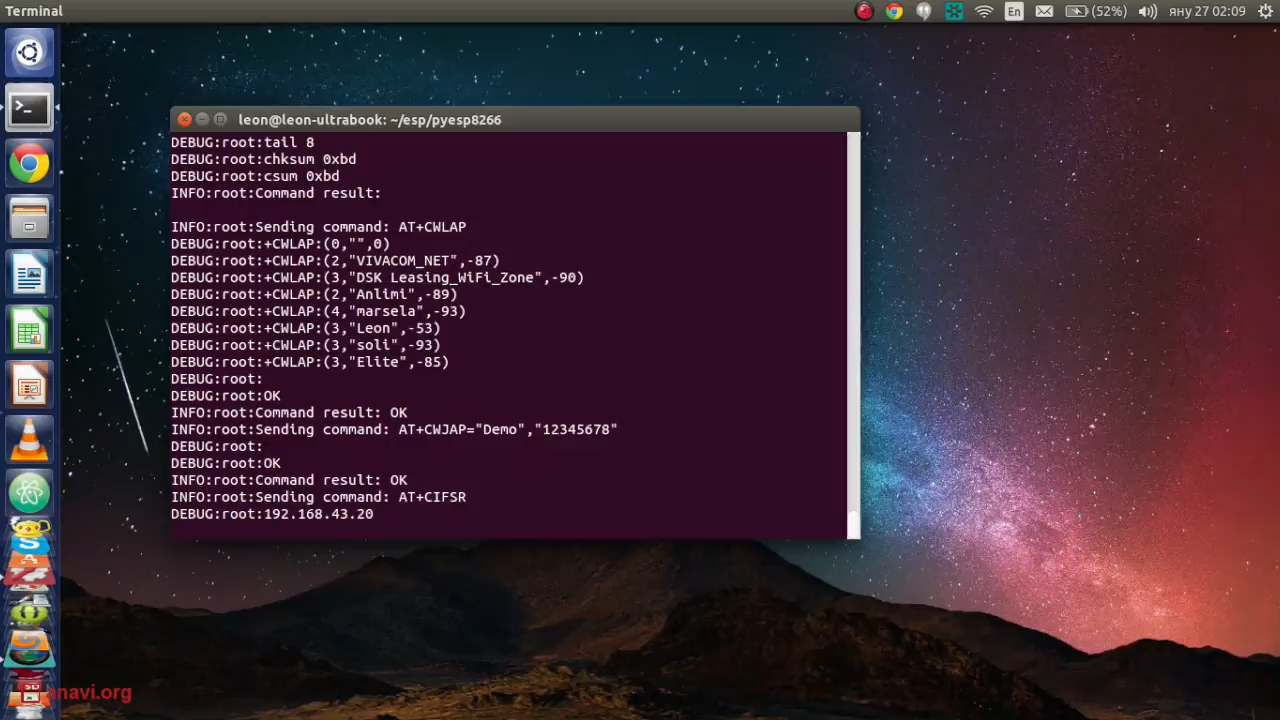 Terminal
En
(52%)
яну 27 02:09
leon@leon-ultrabook: ~/esp/pyesp8266
DEBUG:root:tail 8
DEBUG:root:chksum 0xbd
DEBUG:root:csum 0xbd
INFO:root:Command result:
INFO:root:Sending command: AT+CWLAP
DEBUG:root:+CWLAP:(0,"",0)
DEBUG:root:+CWLAP:(2,"VIVACOM_NET",-87)
DEBUG:root:+CWLAP:(3,"DSK Leasing_WiFi_Zone",-90)
DEBUG:root:+CWLAP:(2,"Anlimi",-89)
DEBUG:root:+CWLAP:(4,"marsela",-93)
DEBUG:root:+CWLAP:(3,"Leon",-53)
DEBUG:root:+CWLAP:(3,"soli",-93)
DEBUG:root:+CWLAP:(3,"Elite",-85)
DEBUG:root:
DEBUG:root:OK
INFO:root:Command result: OK
INFO:root:Sending command: AT+CWJAP="Demo","12345678"
DEBUG:root:
DEBUG:root:OK
INFO:root:Command result: OK
INFO:root:Sending command: AT+CIFSR
DEBUG:root:192.168.43.20
anavi.org